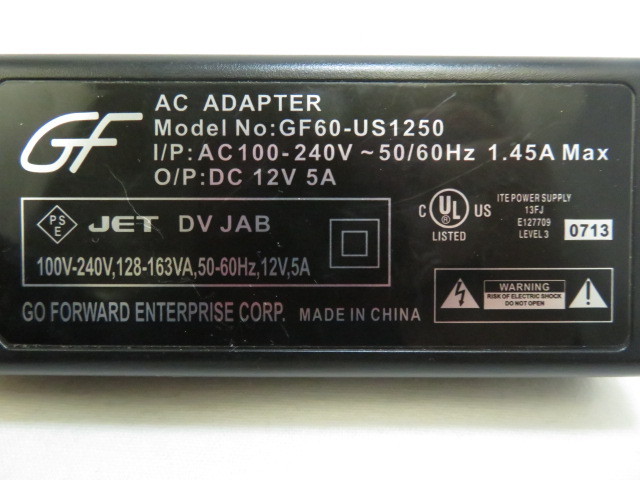 GF
AC ADAPTER
Model No:GF60-US1250
I/P:AC100-240V~50/60Hz 1.45A Max
O/P:DC 12V 5A
PS
E
JET DV JAB
100V-240V,128-163VA,50-60Hz,12V,5A
C UL US
LISTED
ITE POWER SUPPLY
13FJ
E127709
LEVEL 3
0713
WARNING
RISK OF ELECTRIC SHOCK
DO NOT OPEN
GO FORWARD ENTERPRISE CORP. MADE IN CHINA